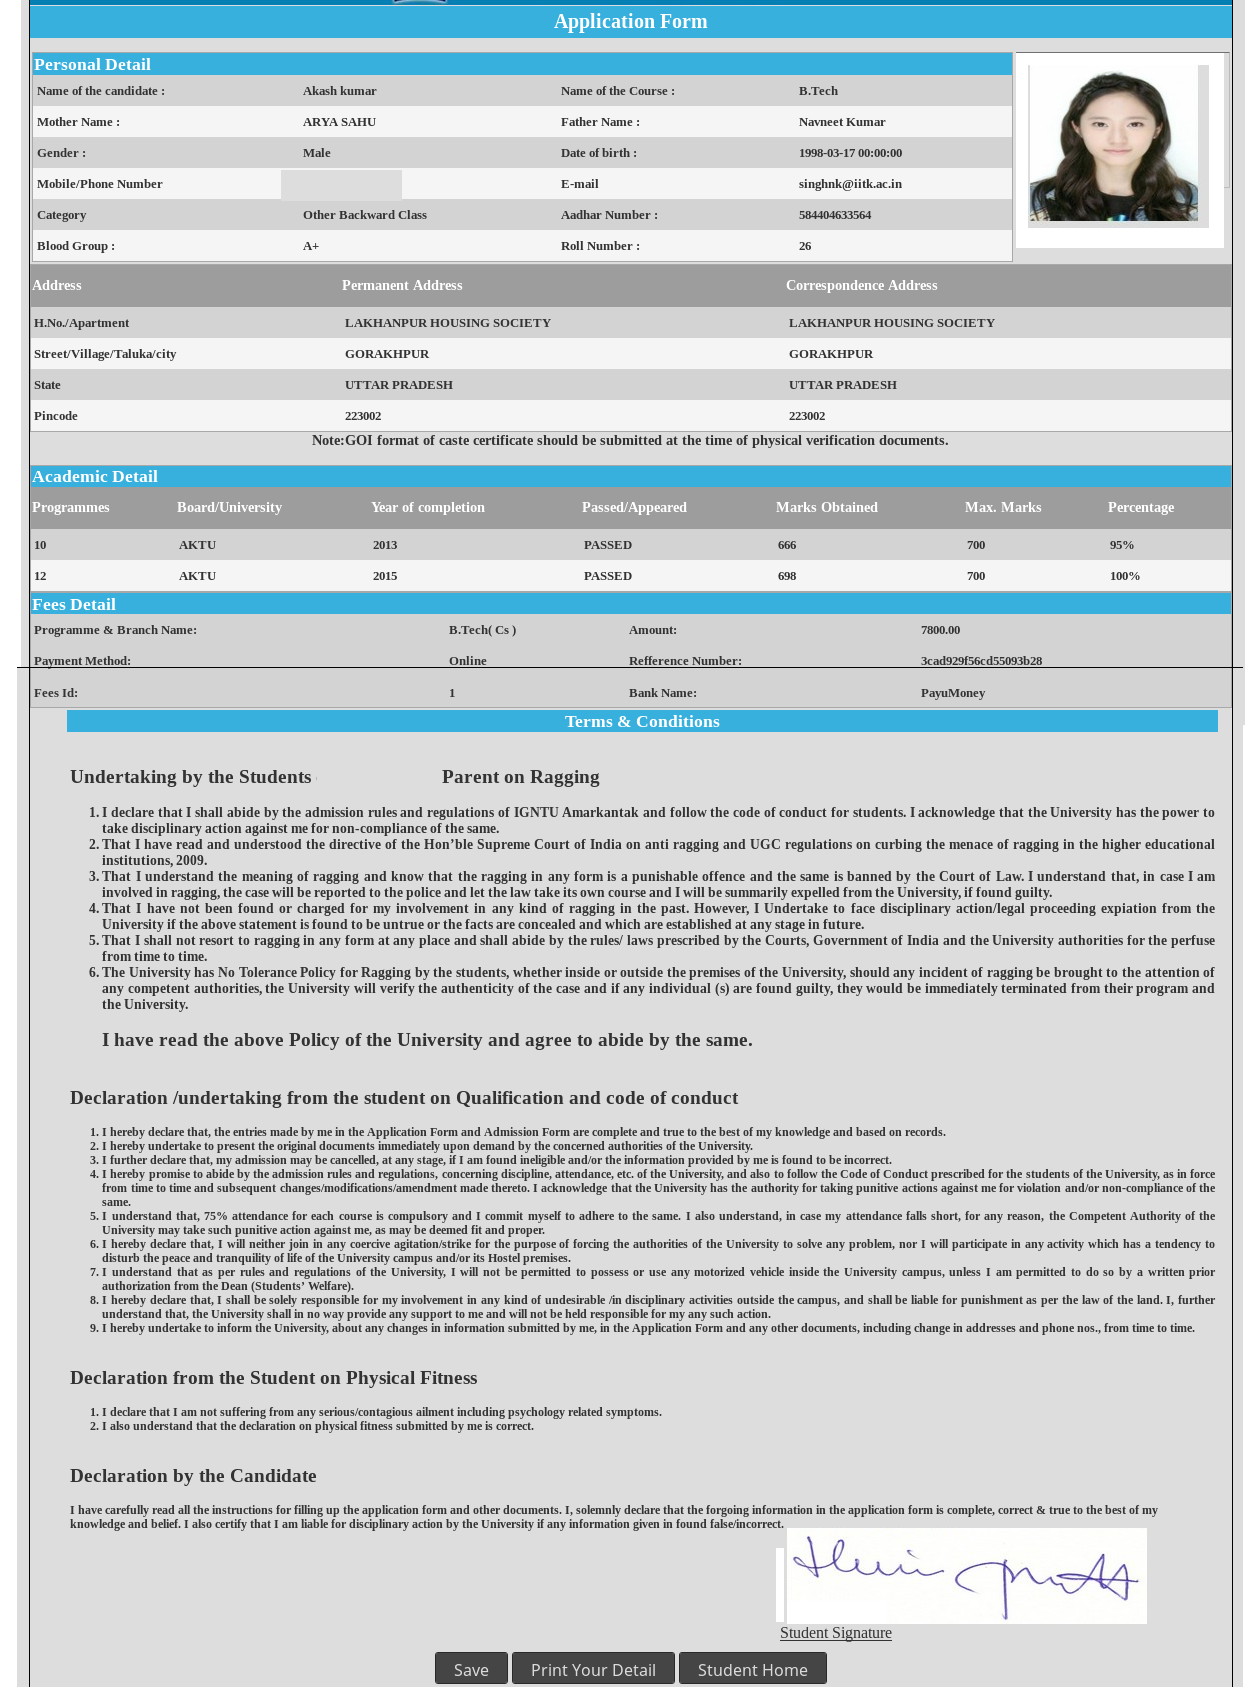 Application Form
Personal Detail
Name of the candidate : Akash kumar Name of the Course : B.Tech
Mother Name : ARYA SAHU Father Name : Navneet Kumar
Gender : Male Date of birth : 1998-03-17 00:00:00
Mobile/Phone Number E-mail singhnk@iitk.ac.in
Category Other Backward Class Aadhar Number : 584404633564
Blood Group : A+ Roll Number : 26
Address Permanent Address Correspondence Address
H.No./Apartment LAKHANPUR HOUSING SOCIETY LAKHANPUR HOUSING SOCIETY
Street/Village/Taluka/city GORAKHPUR GORAKHPUR
State UTTAR PRADESH UTTAR PRADESH
Pincode 223002 223002
Note:GOI format of caste certificate should be submitted at the time of physical verification documents.
Academic Detail
Programmes Board/University Year of completion Passed/Appeared Marks Obtained Max. Marks Percentage
10 AKTU 2013 PASSED 666 700 95%
12 AKTU 2015 PASSED 698 700 100%
Fees Detail
Programme & Branch Name: B.Tech( Cs ) Amount: 7800.00
Payment Method: Online Refference Number: 3cad929f56cd55093b28
Fees Id: 1 Bank Name: PayuMoney
Terms & Conditions
Undertaking by the Students Parent on Ragging
1. I declare that I shall abide by the admission rules and regulations of IGNTU Amarkantak and follow the code of conduct for students. I acknowledge that the University has the power to
take disciplinary action against me for non-compliance of the same.
2. That I have read and understood the directive of the Hon’ble Supreme Court of India on anti ragging and UGC regulations on curbing the menace of ragging in the higher educational
institutions, 2009.
3. That I understand the meaning of ragging and know that the ragging in any form is a punishable offence and the same is banned by the Court of Law. I understand that, in case I am
involved in ragging, the case will be reported to the police and let the law take its own course and I will be summarily expelled from the University, if found guilty.
4. That I have not been found or charged for my involvement in any kind of ragging in the past. However, I Undertake to face disciplinary action/legal proceeding expiation from the
University if the above statement is found to be untrue or the facts are concealed and which are established at any stage in future.
5. That I shall not resort to ragging in any form at any place and shall abide by the rules/ laws prescribed by the Courts, Government of India and the University authorities for the perfuse
from time to time.
6. The University has No Tolerance Policy for Ragging by the students, whether inside or outside the premises of the University, should any incident of ragging be brought to the attention of
any competent authorities, the University will verify the authenticity of the case and if any individual (s) are found guilty, they would be immediately terminated from their program and
the University.
I have read the above Policy of the University and agree to abide by the same.
Declaration /undertaking from the student on Qualification and code of conduct
1. I hereby declare that, the entries made by me in the Application Form and Admission Form are complete and true to the best of my knowledge and based on records.
2. I hereby undertake to present the original documents immediately upon demand by the concerned authorities of the University.
3. I further declare that, my admission may be cancelled, at any stage, if I am found ineligible and/or the information provided by me is found to be incorrect.
4. I hereby promise to abide by the admission rules and regulations, concerning discipline, attendance, etc. of the University, and also to follow the Code of Conduct prescribed for the students of the University, as in force
from time to time and subsequent changes/modifications/amendment made thereto. I acknowledge that the University has the authority for taking punitive actions against me for violation and/or non-compliance of the
same.
5. I understand that, 75% attendance for each course is compulsory and I commit myself to adhere to the same. I also understand, in case my attendance falls short, for any reason, the Competent Authority of the
University may take such punitive action against me, as may be deemed fit and proper.
6. I hereby declare that, I will neither join in any coercive agitation/strike for the purpose of forcing the authorities of the University to solve any problem, nor I will participate in any activity which has a tendency to
disturb the peace and tranquility of life of the University campus and/or its Hostel premises.
7. I understand that as per rules and regulations of the University, I will not be permitted to possess or use any motorized vehicle inside the University campus, unless I am permitted to do so by a written prior
authorization from the Dean (Students’ Welfare).
8. I hereby declare that, I shall be solely responsible for my involvement in any kind of undesirable /in disciplinary activities outside the campus, and shall be liable for punishment as per the law of the land. I, further
understand that, the University shall in no way provide any support to me and will not be held responsible for my any such action.
9. I hereby undertake to inform the University, about any changes in information submitted by me, in the Application Form and any other documents, including change in addresses and phone nos., from time to time.
Declaration from the Student on Physical Fitness
1. I declare that I am not suffering from any serious/contagious ailment including psychology related symptoms.
2. I also understand that the declaration on physical fitness submitted by me is correct.
Declaration by the Candidate
I have carefully read all the instructions for filling up the application form and other documents. I, solemnly declare that the forgoing information in the application form is complete, correct & true to the best of my
knowledge and belief. I also certify that I am liable for disciplinary action by the University if any information given in found false/incorrect.
Student Signature
Save Print Your Detail Student Home